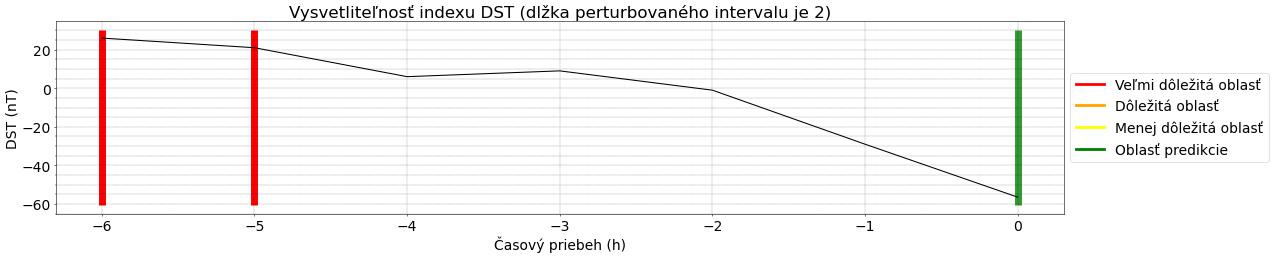 Vysvetliteľnosť indexu DST (dĺžka perturbovaného intervalu je 2)
20
0
−20
−40
−60
DST (nT)
−6 −5 −4 −3 −2 −1 0
Časový priebeh (h)
Veľmi dôležitá oblasť
Dôležitá oblasť
Menej dôležitá oblasť
Oblasť predikcie